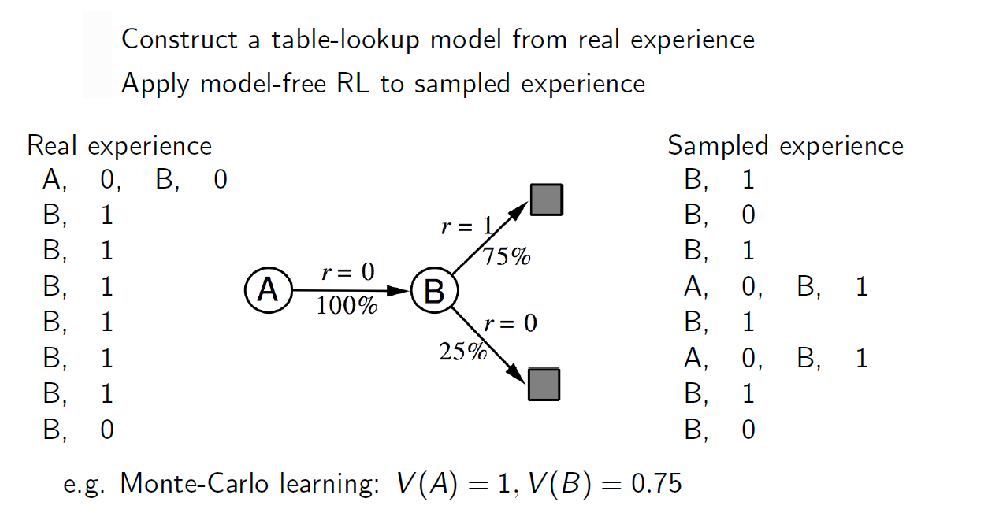 Construct a table-lookup model from real experience
Apply model-free RL to sampled experience
Real experience
A, 0, B, 0
B, 1
B, 1
B, 1
B, 1
B, 1
B, 1
B, 0
r = 1
75%
A
r = 0
100%
B
r = 0
25%
Sampled experience
B, 1
B, 0
B, 1
A, 0, B, 1
B, 1
A, 0, B, 1
B, 1
B, 0
e.g. Monte-Carlo learning: V(A) = 1, V(B) = 0.75